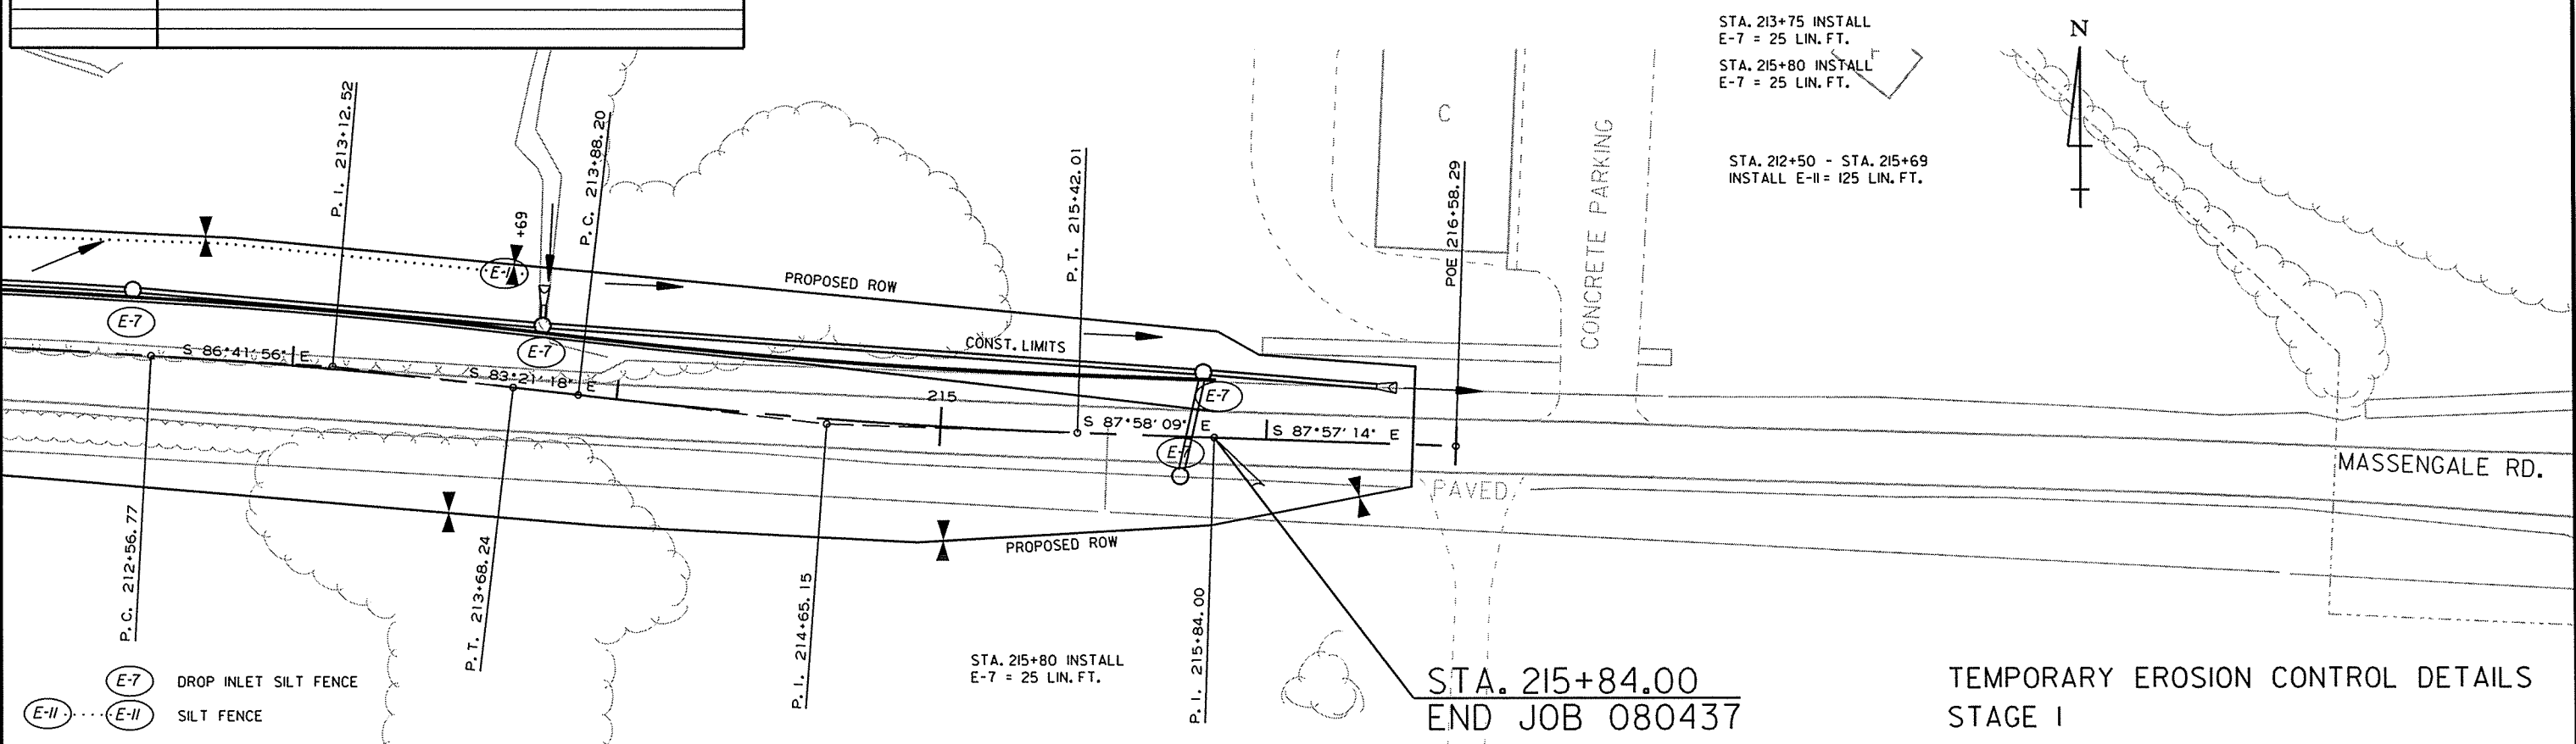 STA. 213+75 INSTALL
E-7 = 25 LIN. FT.
STA. 215+80 INSTALL
E-7 = 25 LIN. FT.
STA. 212+50 - STA. 215+69
INSTALL E-11 = 125 LIN. FT.
N
C
CONCRETE PARKING
P. I. 213+12.52
+69
P. C. 213+88.20
P. T. 215+42.01
POE 216+58.29
E-11
PROPOSED ROW
CONST. LIMITS
E-7
E-7
E-7
E-7
S 86°41'56" E
S 83°21'18" E
215
S 87°58'09" E
S 87°57'14" E
MASSENGALE RD.
PAVED
PROPOSED ROW
P. C. 212+56.77
P. T. 213+68.24
P. I. 214+65.15
P. I. 215+84.00
STA. 215+80 INSTALL
E-7 = 25 LIN. FT.
E-7 DROP INLET SILT FENCE
E-11 E-11 SILT FENCE
STA. 215+84.00
END JOB 080437
TEMPORARY EROSION CONTROL DETAILS
STAGE 1